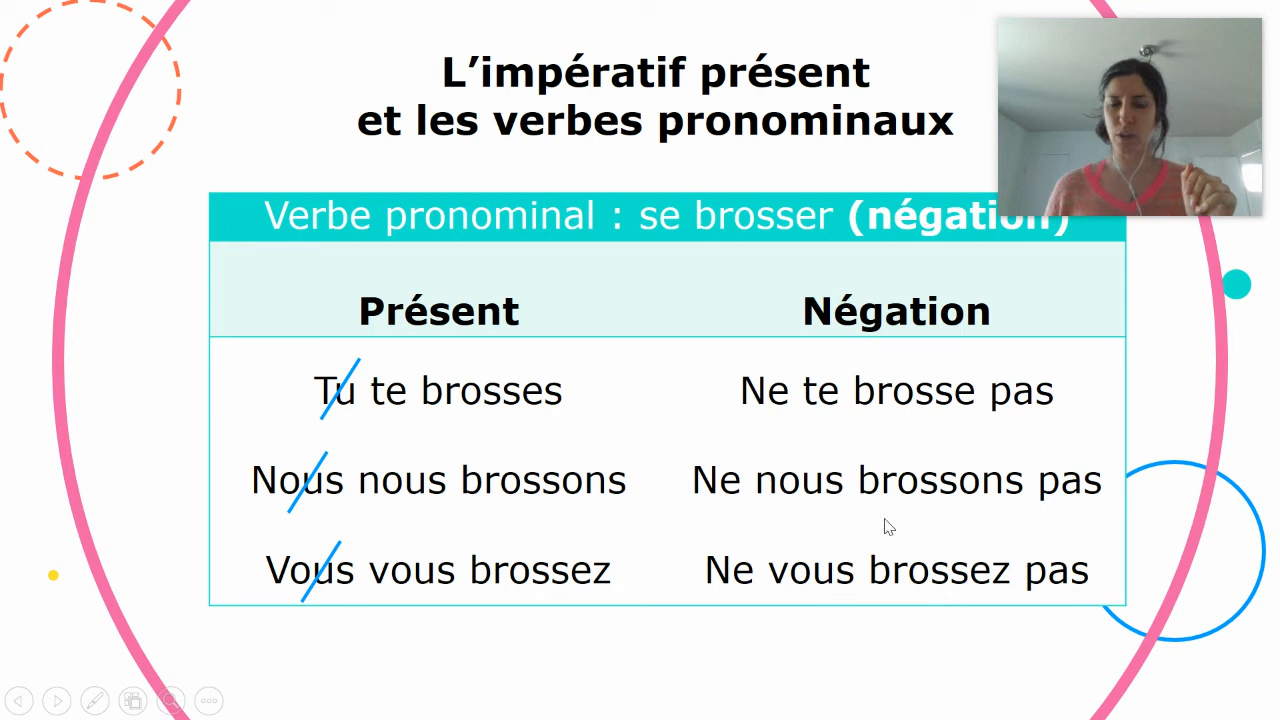 L’impératif présent
et les verbes pronominaux
Verbe pronominal : se brosser (négation)
Présent Négation
Tu te brosses Ne te brosse pas
Nous nous brossons Ne nous brossons pas
Vous vous brossez Ne vous brossez pas